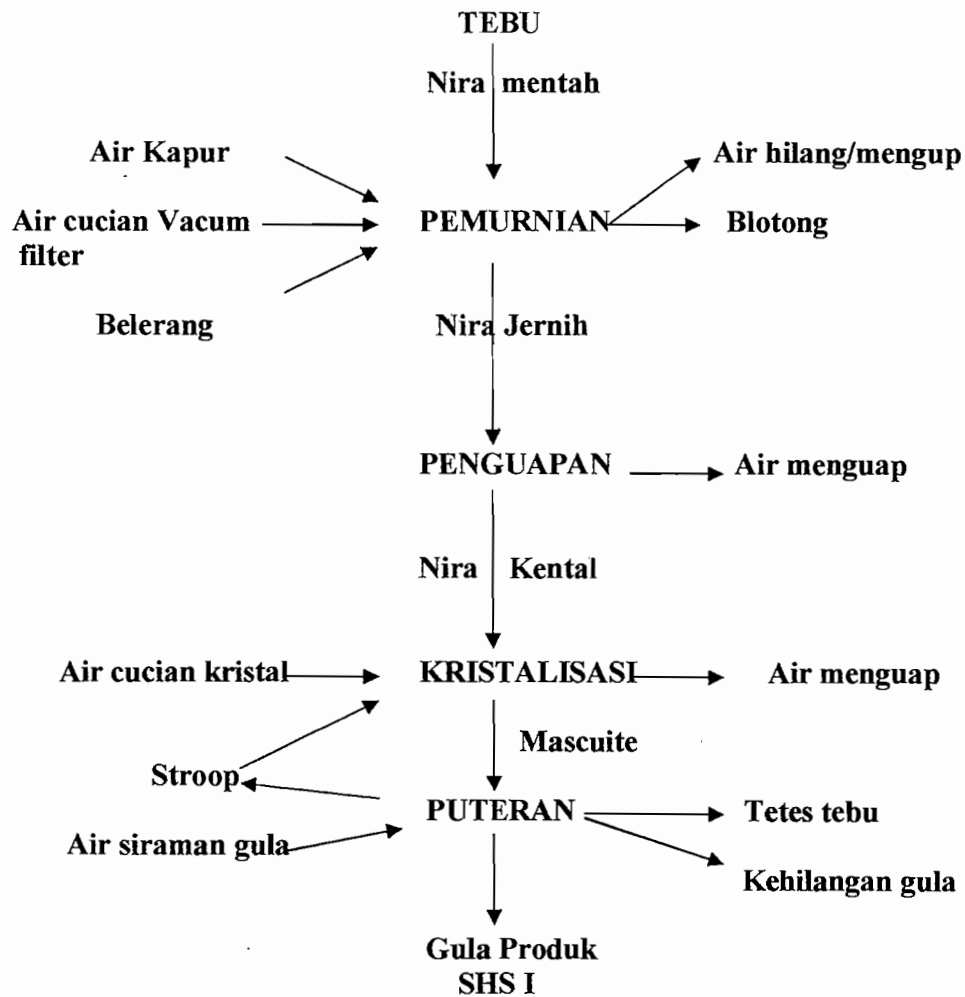 TEBU
Nira mentah
Air Kapur
Air hilang/mengup
Air cucian Vacum
filter
PEMURNIAN
Blotong
Belerang
Nira Jernih
PENGUAPAN
Air menguap
Nira Kental
Air cucian kristal
KRISTALISASI
Air menguap
Mascuite
Stroop
PUTERAN
Tetes tebu
Air siraman gula
Kehilangan gula
Gula Produk
SHS I